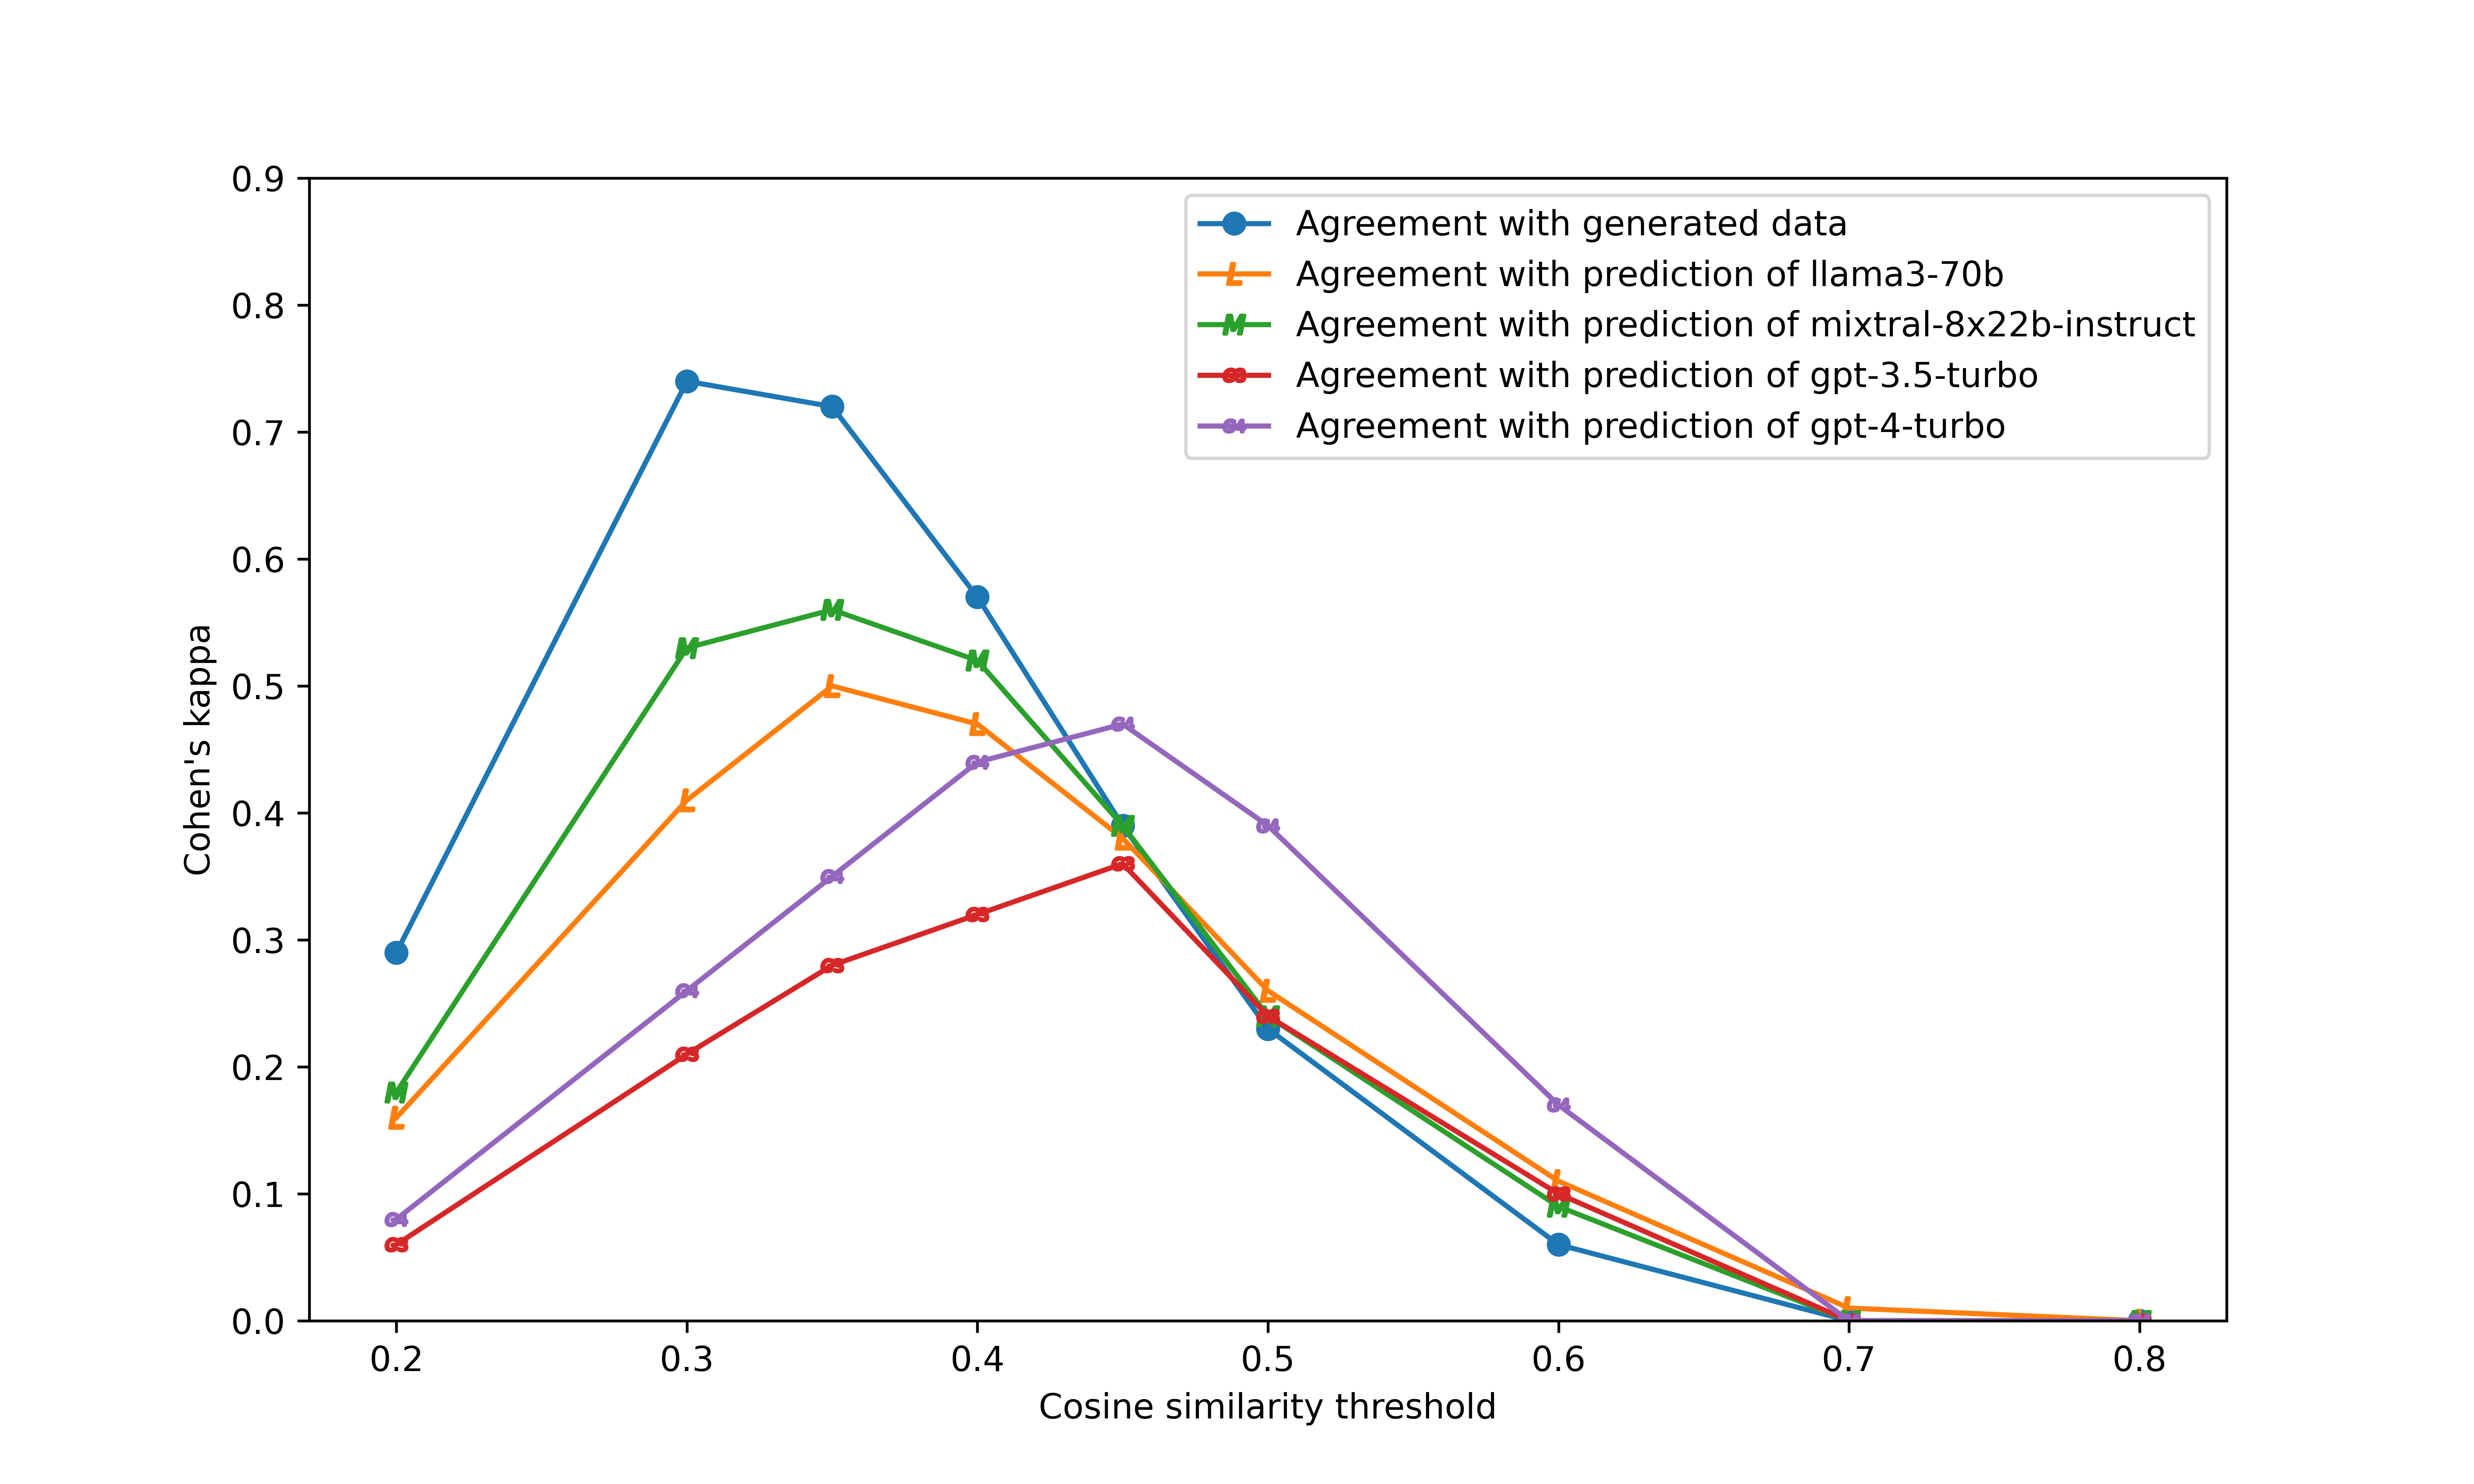 0.9
0.8
0.7
0.6
0.5
0.4
0.3
0.2
0.1
0.0
Cohen's kappa
Agreement with generated data
L Agreement with prediction of llama3-70b
M Agreement with prediction of mixtral-8x22b-instruct
G3 Agreement with prediction of gpt-3.5-turbo
G4 Agreement with prediction of gpt-4-turbo
0.2 0.3 0.4 0.5 0.6 0.7 0.8
Cosine similarity threshold